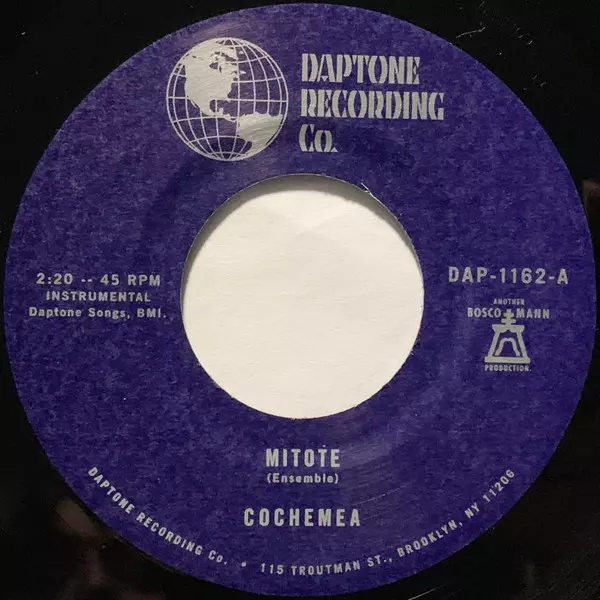 DAPTONE
RECORDING
Co.
2:20 -- 45 RPM
INSTRUMENTAL
Daptone Songs, BMI.
DAP-1162-A
ANOTHER
BOSCO MANN
PRODUCTION.
MITOTE
(Ensemble)
COCHEMEA
DAPTONE RECORDING Co. • 115 TROUTMAN ST., BROOKLYN, NY 11206